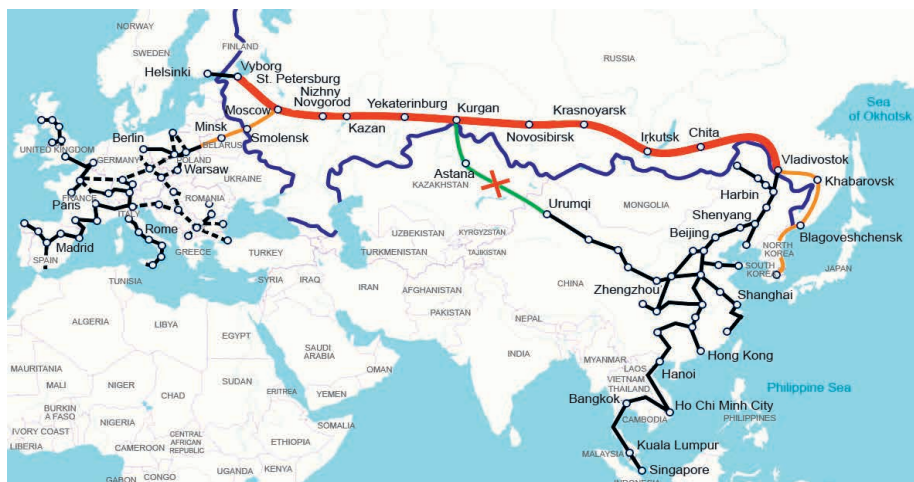 NORWAY
SWEDEN
FINLAND
Helsinki
Vyborg
St. Petersburg
Nizhny
Novgorod
Moscow
Kazan
Yekaterinburg
Kurgan
RUSSIA
Novosibirsk
Krasnoyarsk
Irkutsk
Chita
Sea
of Okhotsk
Vladivostok
Khabarovsk
Blagoveshchensk
Minsk
Smolensk
BELARUS
Berlin
UNITED KINGDOM
GERMANY
POLAND
Warsaw
UKRAINE
Paris
FRANCE
ROMANIA
ITALY
Rome
Madrid
SPAIN
GREECE
TURKEY
Astana
KAZAKHSTAN
Urumqi
MONGOLIA
Harbin
Shenyang
Beijing
NORTH
KOREA
SOUTH
KOREA
JAPAN
UZBEKISTAN
KYRGYZSTAN
TURKMENISTAN
TAJIKISTAN
TUNISIA
SYRIA
IRAQ
IRAN
AFGHANISTAN
CHINA
Zhengzhou
Shanghai
ALGERIA
LIBYA
EGYPT
PAKISTAN
NEPAL
SAUDI
ARABIA
OMAN
INDIA
MYANMAR
LAOS
VIETNAM
THAILAND
Hong Kong
Hanoi
MAURITANIA
MALI
NIGER
CHAD
SUDAN
ERITREA
YEMEN
Philippine Sea
Bangkok
Ho Chi Minh City
CAMBODIA
PHILIPPINES
BURKIN
A FASO
IVORY COAST
LIBERIA
NIGERIA
CENTRAL
AFRICAN
REPUBLIC
CAMEROON
ETHIOPIA
SOMALIA
GABON
CONGO
UGANDA
KENYA
Kuala Lumpur
MALAYSIA
Singapore